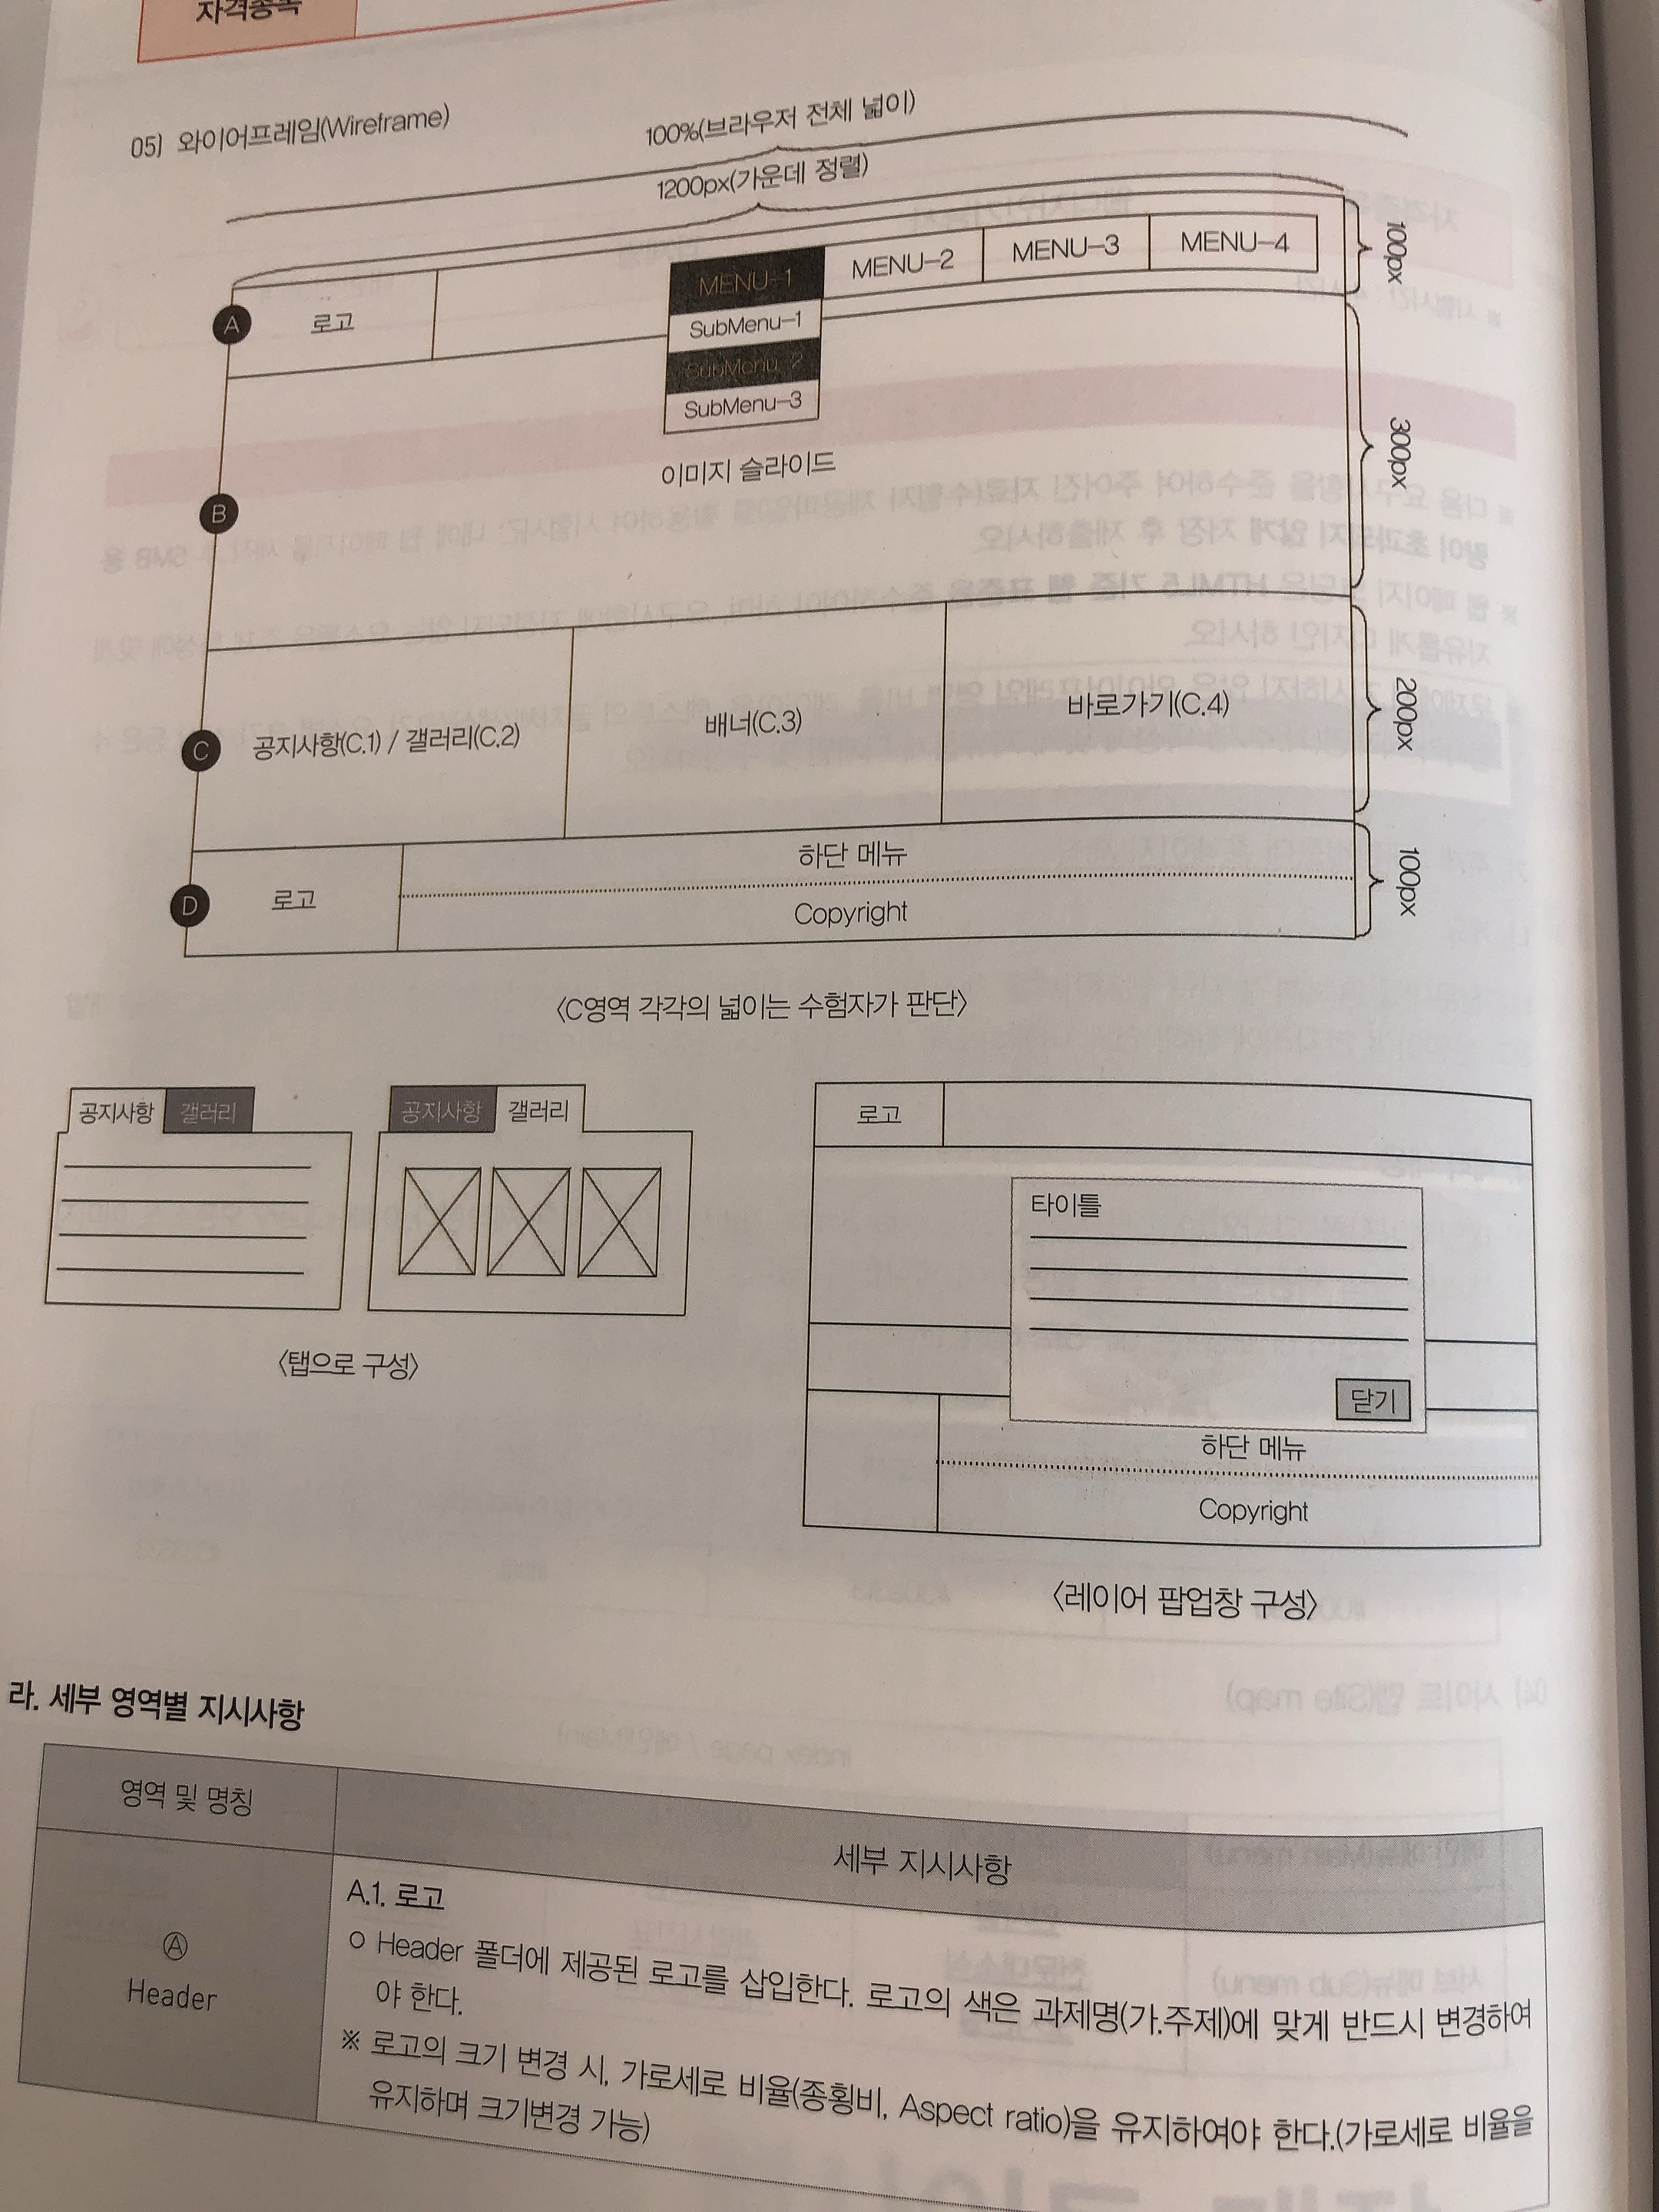 자격종목
05) 와이어프레임(Wireframe)
100%(브라우저 전체 넓이)
1200px(가운데 정렬)
A
로고
MENU-1
MENU-2
MENU-3
MENU-4
100px
SubMenu-1
SubMenu-2
SubMenu-3
B
이미지 슬라이드
300px
C
공지사항(C.1) / 갤러리(C.2)
배너(C.3)
바로가기(C.4)
200px
D
로고
하단 메뉴
Copyright
100px
〈C영역 각각의 넓이는 수험자가 판단〉
공지사항
갤러리
공지사항
갤러리
〈탭으로 구성〉
로고
타이틀
닫기
하단 메뉴
Copyright
〈레이어 팝업창 구성〉
라. 세부 영역별 지시사항
영역 및 명칭
세부 지시사항
Ⓐ
Header
A.1. 로고
○ Header 폴더에 제공된 로고를 삽입한다. 로고의 색은 과제명(가.주제)에 맞게 반드시 변경하여
야 한다.
※ 로고의 크기 변경 시, 가로세로 비율(종횡비, Aspect ratio)을 유지하여야 한다.(가로세로 비율을
유지하며 크기변경 가능)